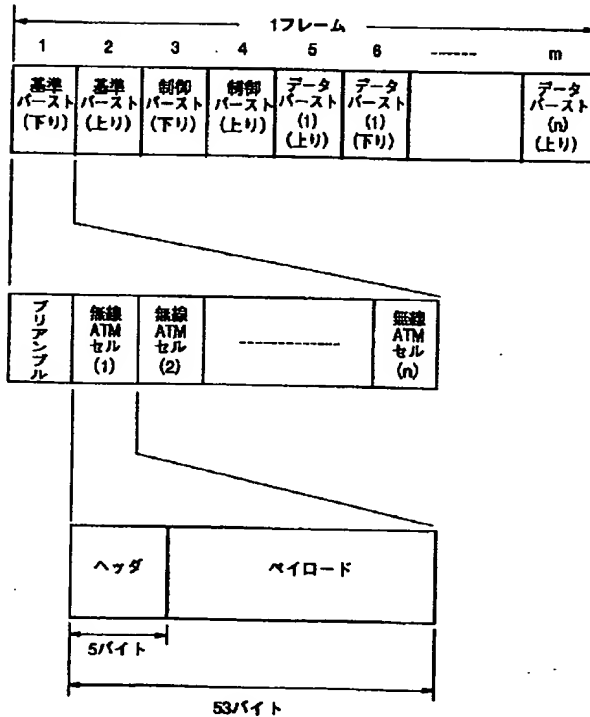 1フレーム
1 2 3 4 5 6 ------ m
基準
バースト
(下り)
基準
バースト
(上り)
制御
バースト
(下り)
制御
バースト
(上り)
データ
バースト
(1)
(上り)
データ
バースト
(1)
(下り)
データ
バースト
(n)
(上り)
プリアンブル
無線
ATM
セル
(1)
無線
ATM
セル
(2)
--------------
無線
ATM
セル
(n)
ヘッダ
ペイロード
5バイト
53バイト